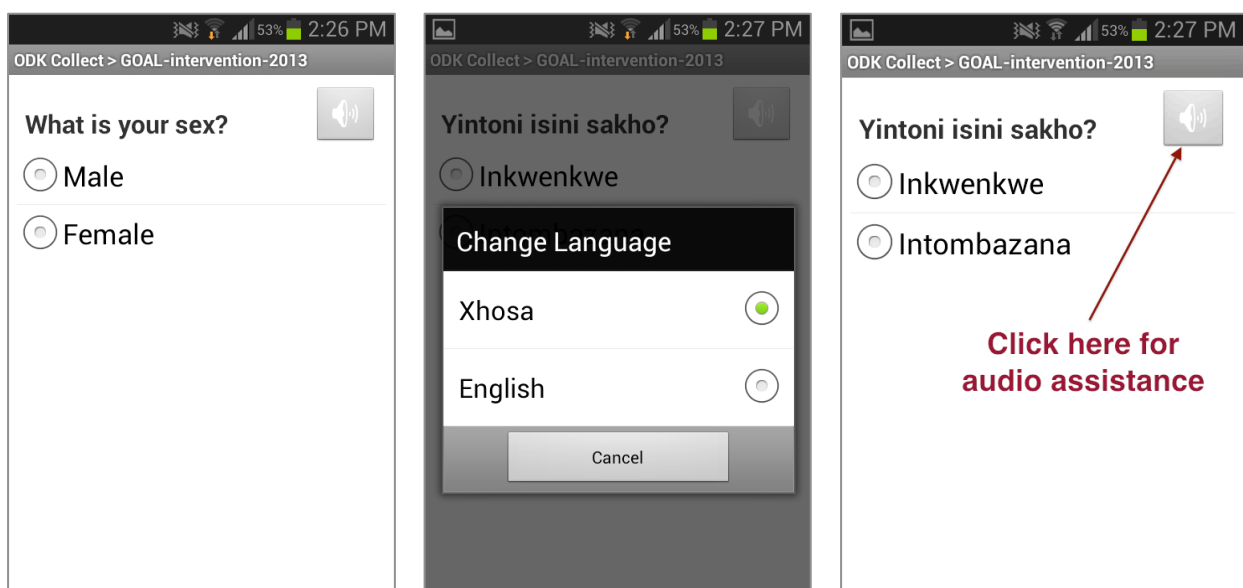 53% 2:26 PM
ODK Collect > GOAL-intervention-2013
What is your sex?
Male
Female
53% 2:27 PM
ODK Collect > GOAL-intervention-2013
Yintoni isini sakho?
Inkwenkwe
Intombazana
Change Language
Xhosa
English
Cancel
53% 2:27 PM
ODK Collect > GOAL-intervention-2013
Yintoni isini sakho?
Inkwenkwe
Intombazana
Click here for
audio assistance